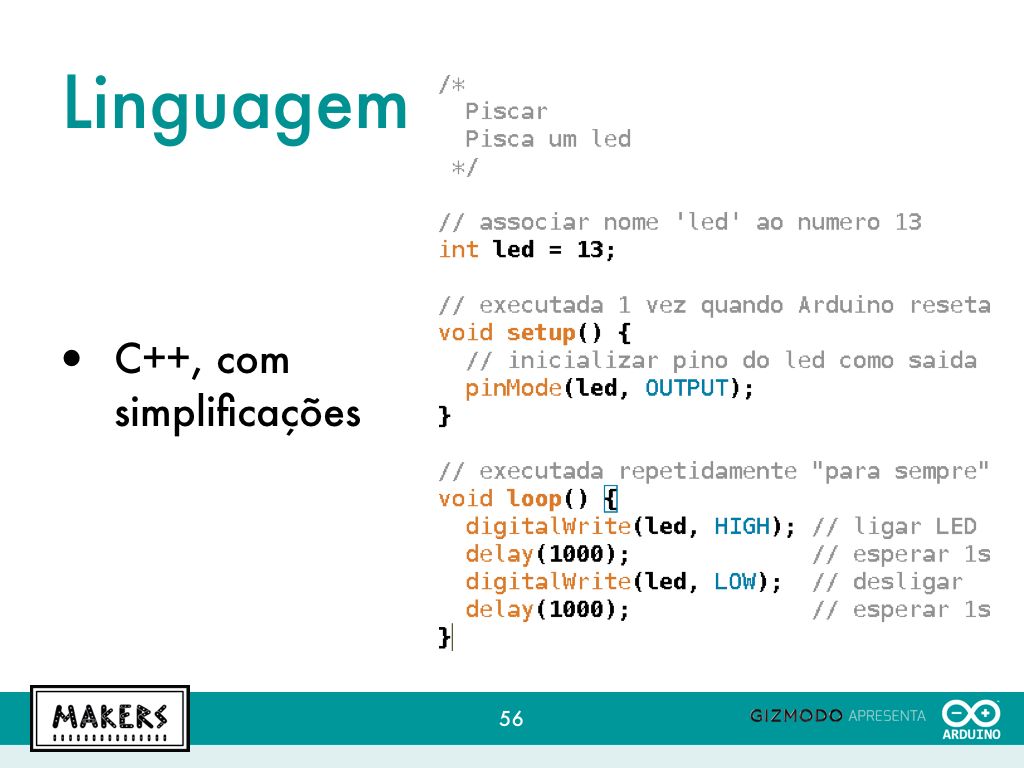 Linguagem
• C++, com
simplificações
/*
  Piscar
  Pisca um led
 */
// associar nome 'led' ao numero 13
int led = 13;
// executada 1 vez quando Arduino reseta
void setup() {
  // inicializar pino do led como saida
  pinMode(led, OUTPUT);
}
// executada repetidamente "para sempre"
void loop() {
  digitalWrite(led, HIGH); // ligar LED
  delay(1000);             // esperar 1s
  digitalWrite(led, LOW);  // desligar
  delay(1000);             // esperar 1s
}
MAKERS
56
GIZMODO APRESENTA
ARDUINO